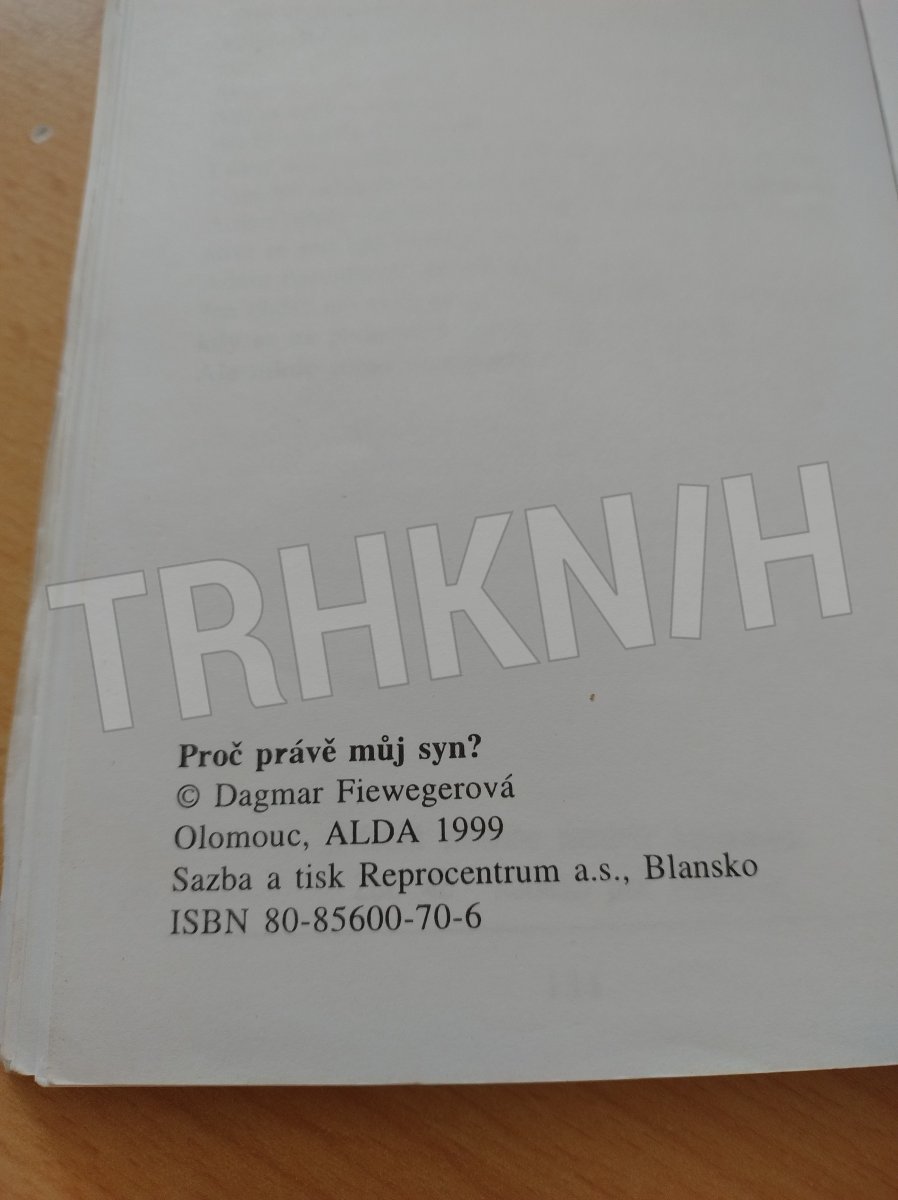 TRHKNIH
Proč právě můj syn?
© Dagmar Fiewegerová
Olomouc, ALDA 1999
Sazba a tisk Reprocentrum a.s., Blansko
ISBN 80-85600-70-6